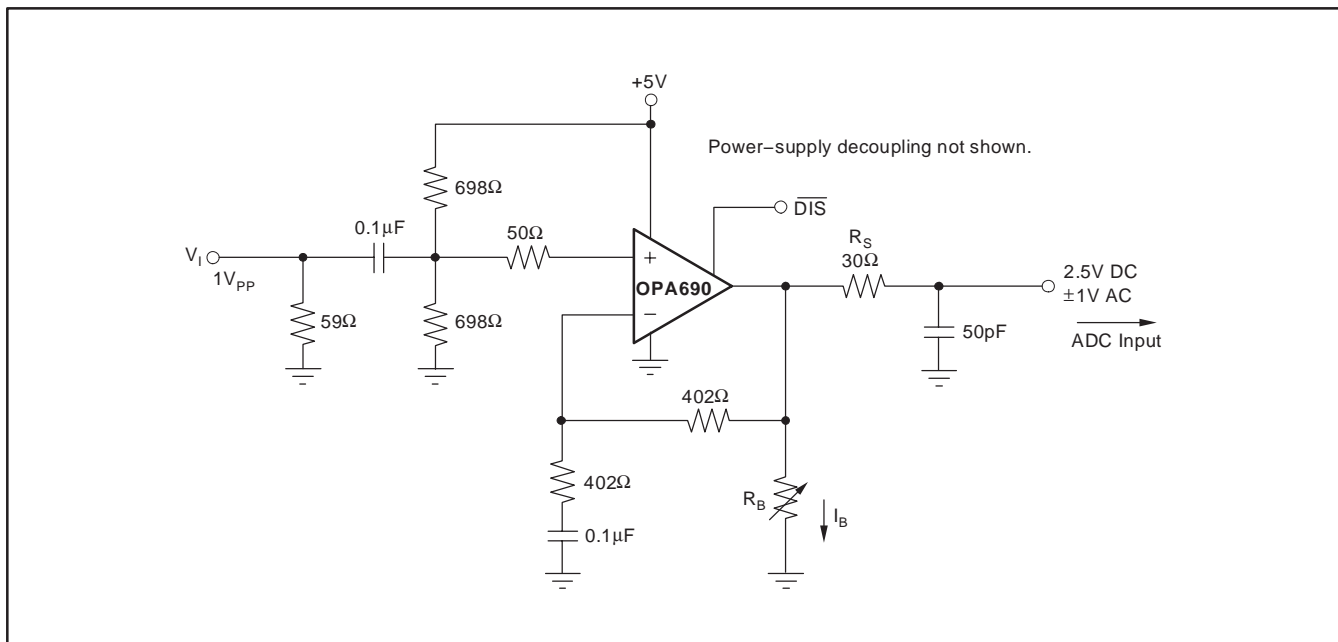 +5V
Power−supply decoupling not shown.
698Ω
DIS
0.1μF
50Ω
R_S
30Ω
V_I
1V_PP
+
OPA690
−
2.5V DC
±1V AC
59Ω
698Ω
50pF
ADC Input
402Ω
402Ω
R_B
I_B
0.1μF